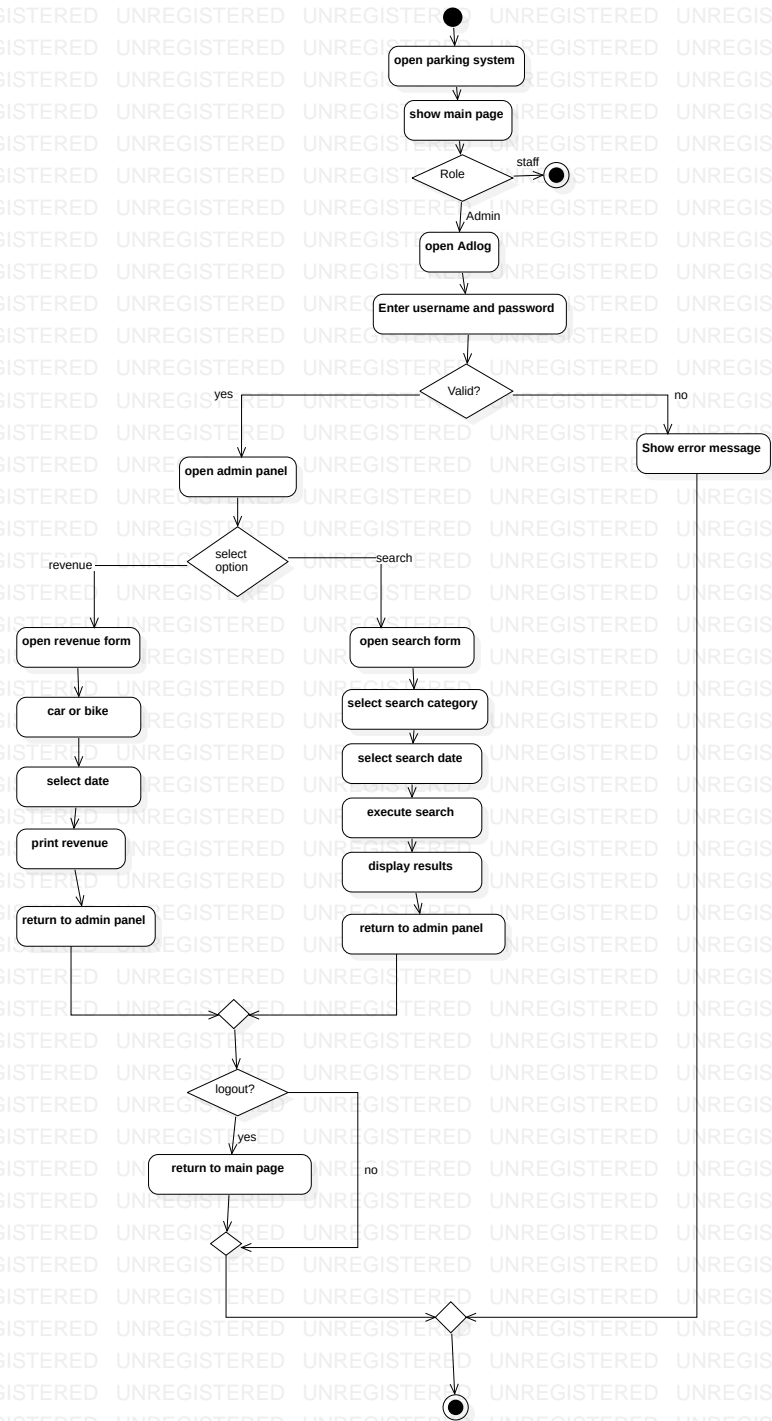 open parking system
show main page
Role
staff
Admin
open Adlog
Enter username and password
Valid?
yes
no
Show error message
open admin panel
select
option
revenue
search
open revenue form
open search form
car or bike
select search category
select date
select search date
print revenue
execute search
display results
return to admin panel
return to admin panel
logout?
yes
return to main page
no
UNREGISTERED